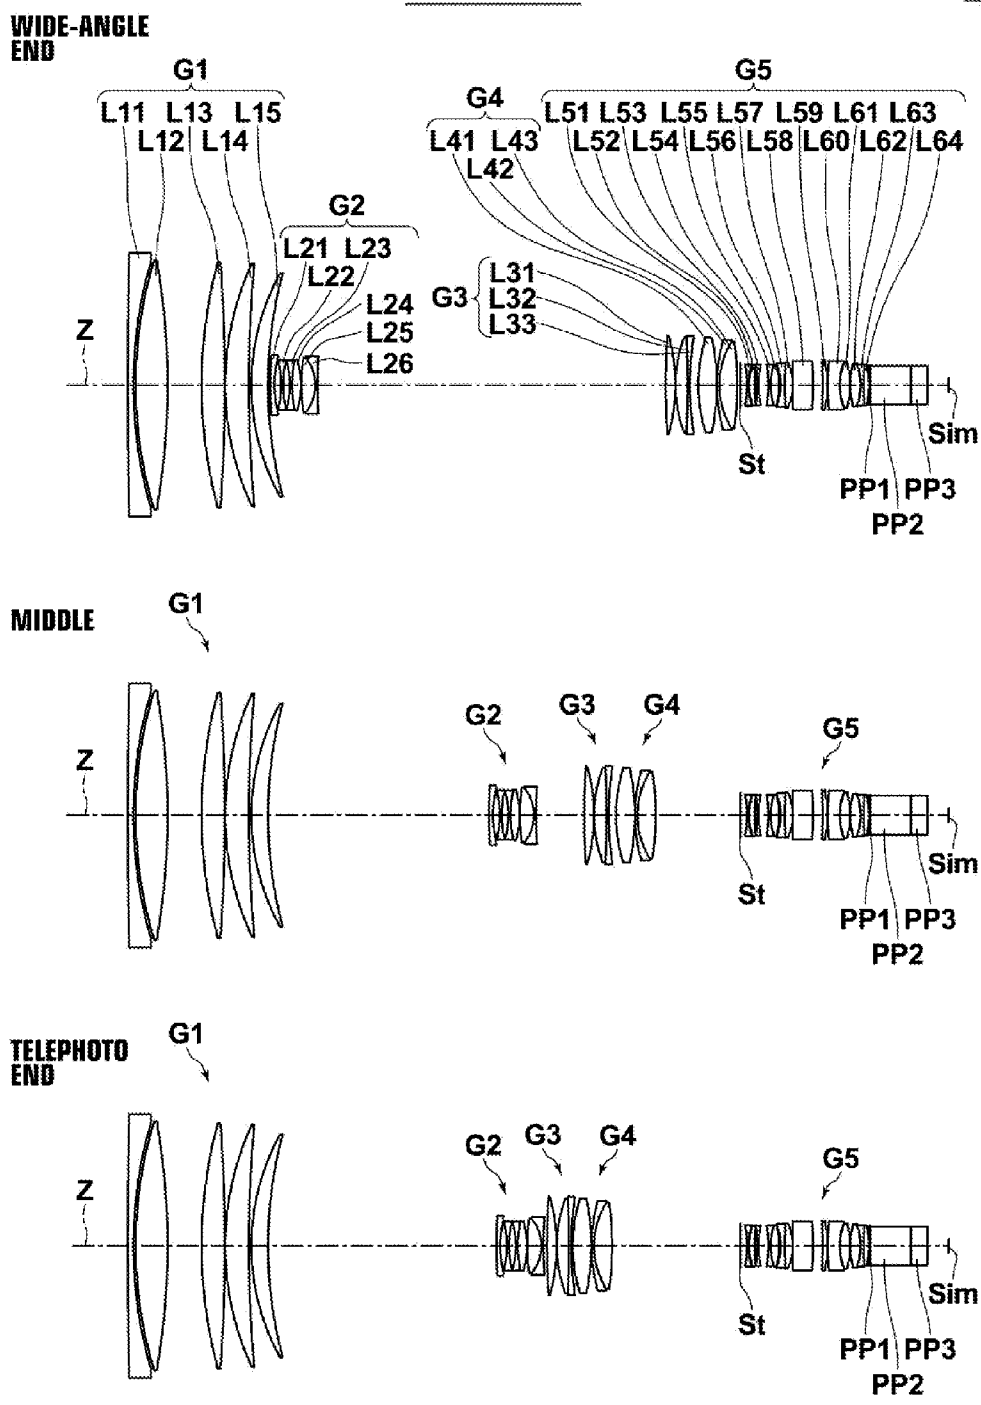 WIDE-ANGLE
END
G1
G5
G4
L11 L13 L15
L51 L53 L55 L57 L59 L61 L63
L12 L14
L41 L43
L52 L54 L56 L58 L60 L62 L64
L42
G2
L21 L23
L22
L31
G3 L32
L33
L24
L25
L26
Z
Sim
St
PP1 PP3
PP2
MIDDLE
G1
G2 G3 G4
G5
Z
Sim
St
PP1 PP3
PP2
TELEPHOTO
END
G1
G2 G3 G4
G5
Z
Sim
St
PP1 PP3
PP2